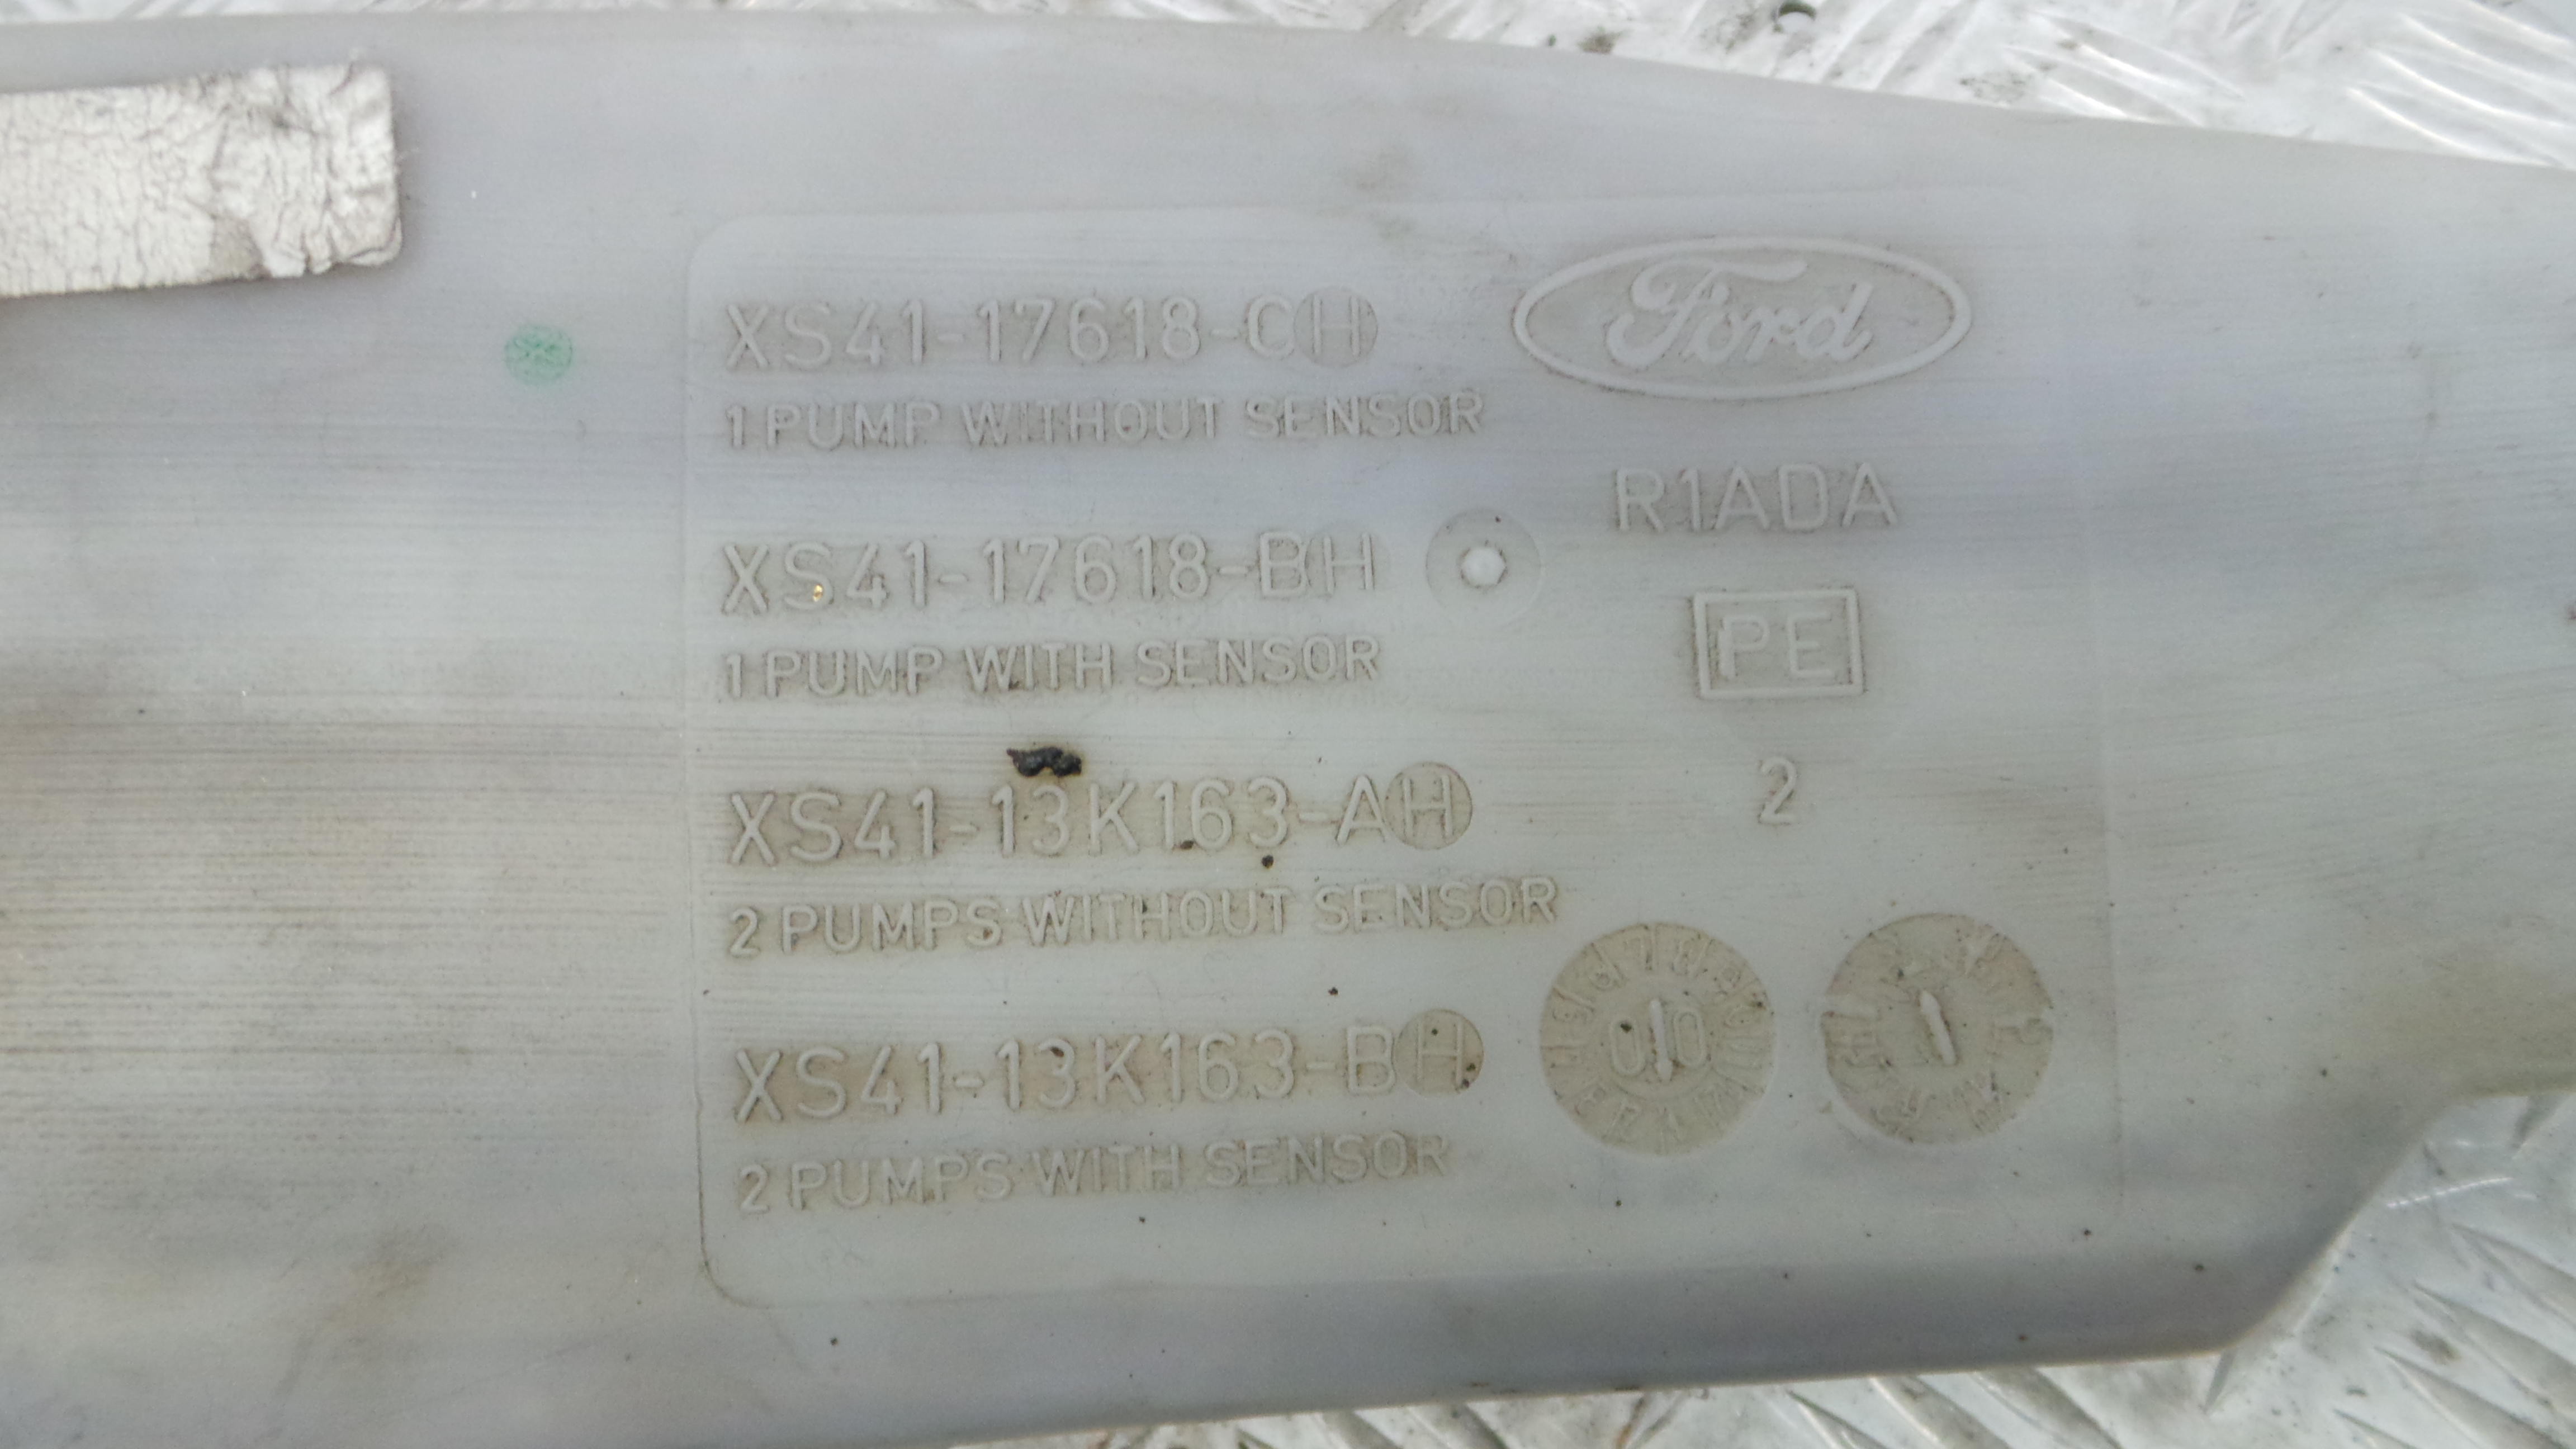 XS41-17618-CH
1 PUMP WITHOUT SENSOR
XS41-17618-BH
1 PUMP WITH SENSOR
XS41-13K163-AH
2 PUMPS WITHOUT SENSOR
XS41-13K163-BH
2 PUMPS WITH SENSOR
Ford
R1ADA
PE
2